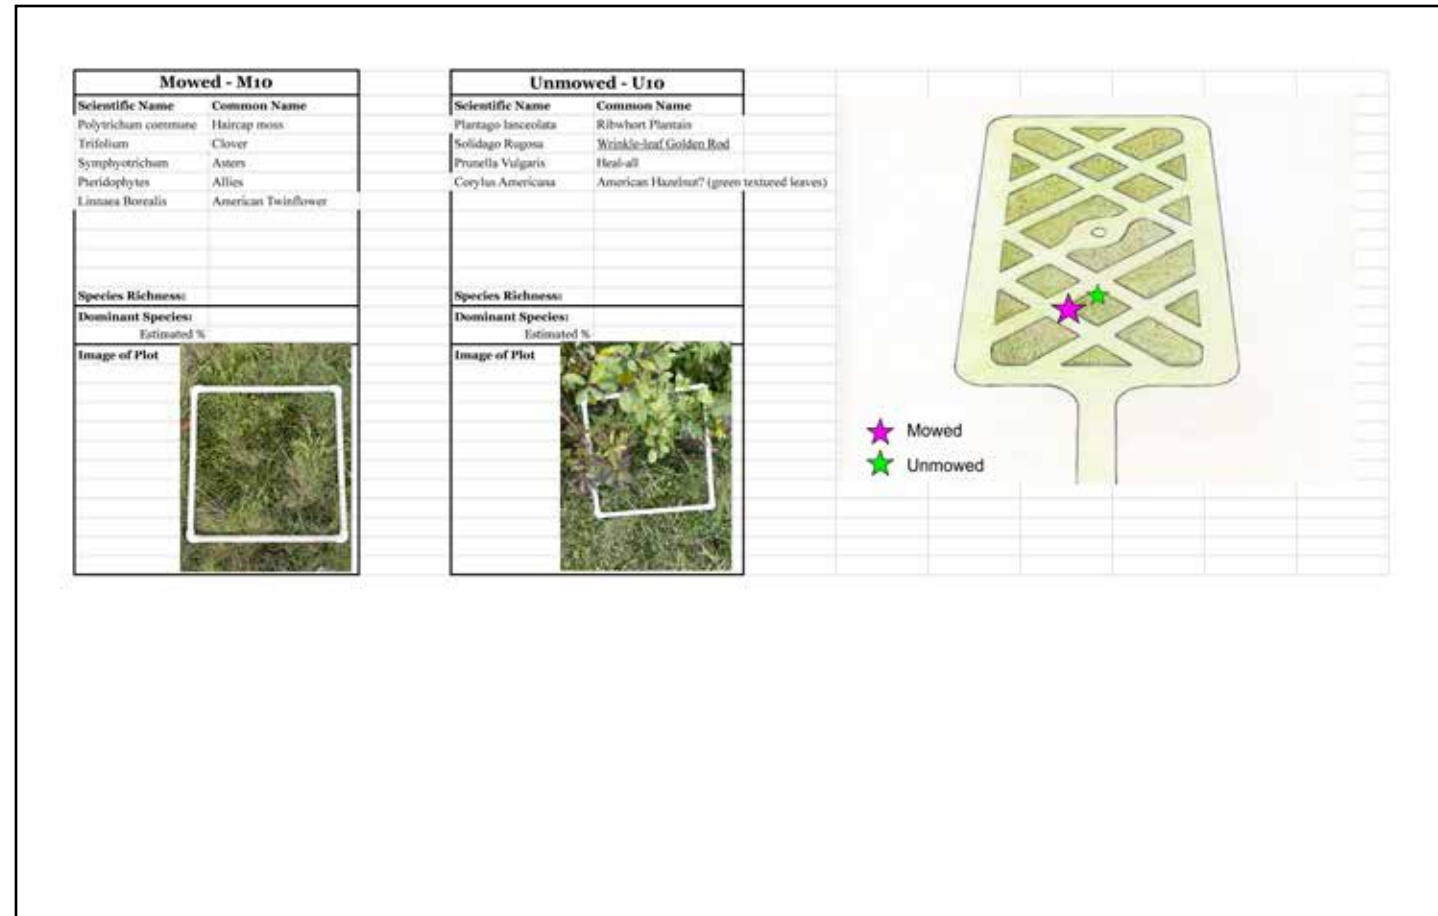 Mowed - M10
Scientific Name Common Name
Polytrichum commune Haircap moss
Trifolium Clover
Symphyotrichum Asters
Pteridophytes Allies
Linnaea Borealis American Twinflower
Species Richness:
Dominant Species:
Estimated %
Image of Plot
Unmowed - U10
Scientific Name Common Name
Plantago lanceolata Ribwhort Plantain
Solidago Rugosa Wrinkle-leaf Golden Rod
Prunella Vulgaris Heal-all
Corylus Americana American Hazelnut? (green textured leaves)
Species Richness:
Dominant Species:
Estimated %
Image of Plot
Mowed
Unmowed